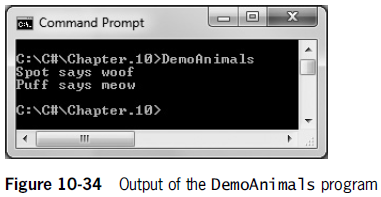 Command Prompt
C:\C#\Chapter.10>DemoAnimals
Spot says woof
Puff says meow
C:\C#\Chapter.10>
Figure 10-34 Output of the DemoAnimals program